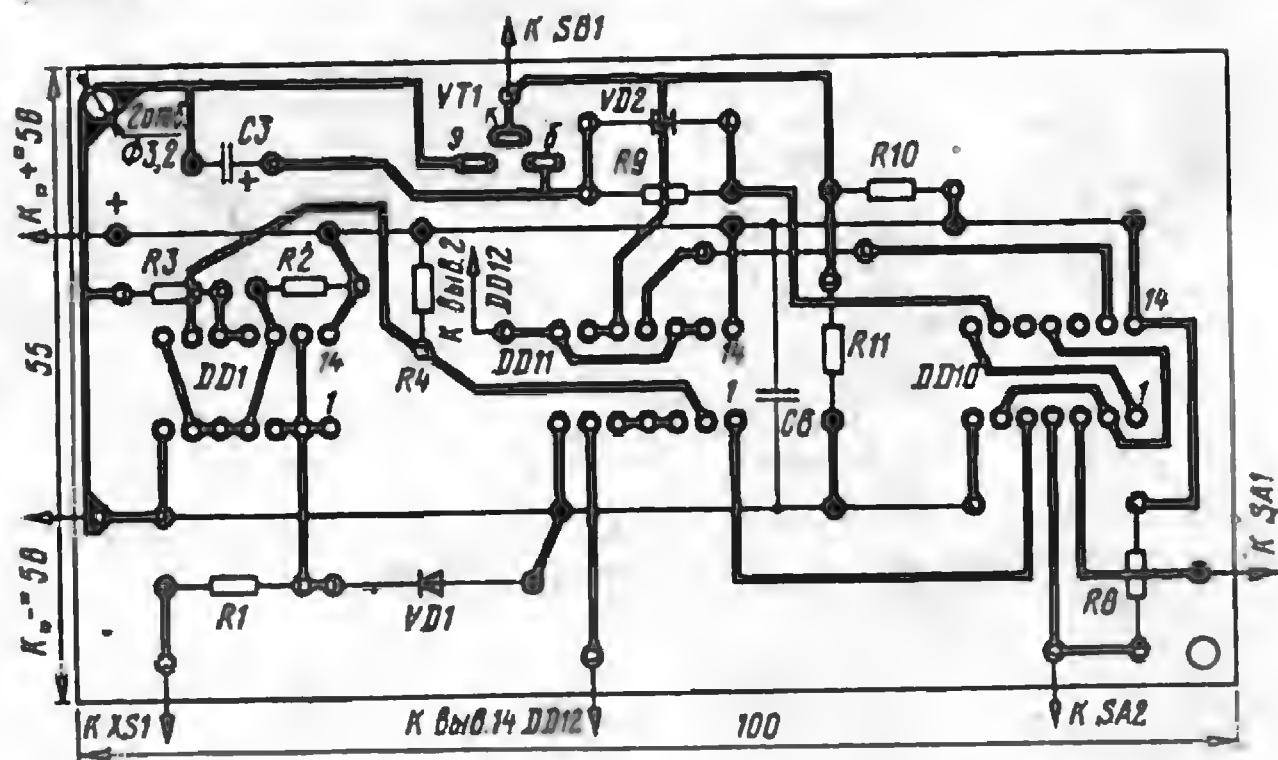 К SB1
VT1
VD2
2отв.
Ф3,2
C3
+
э
к
б
R9
R10
К „+" 5В
+
R3
R2
К выв.2
DD12
14
55
DD1
14
R4
DD11
14
R11
DD10
1
1
C8
1
К „-" 5В
R1
VD1
R8
К SA1
К XS1
К выв.14 DD12
100
К SA2